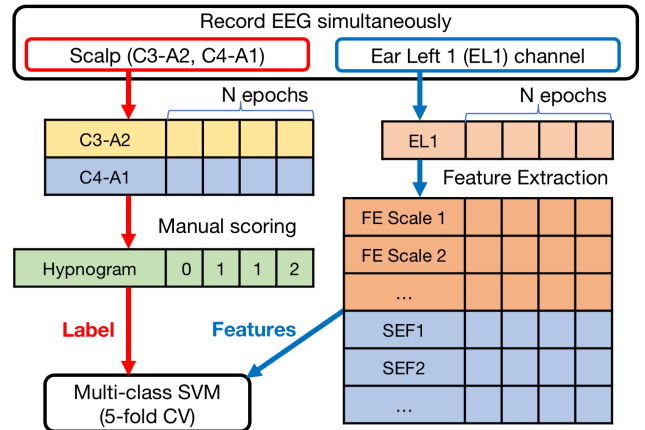 Record EEG simultaneously
Scalp (C3-A2, C4-A1)
Ear Left 1 (EL1) channel
N epochs
N epochs
C3-A2
C4-A1
EL1
Feature Extraction
Manual scoring
Hypnogram 0 1 1 2
FE Scale 1
FE Scale 2
...
SEF1
SEF2
...
Label
Features
Multi-class SVM
(5-fold CV)